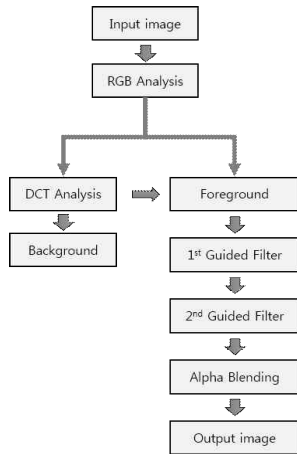 Input image
RGB Analysis
DCT Analysis
Foreground
Background
1st Guided Filter
2nd Guided Filter
Alpha Blending
Output image